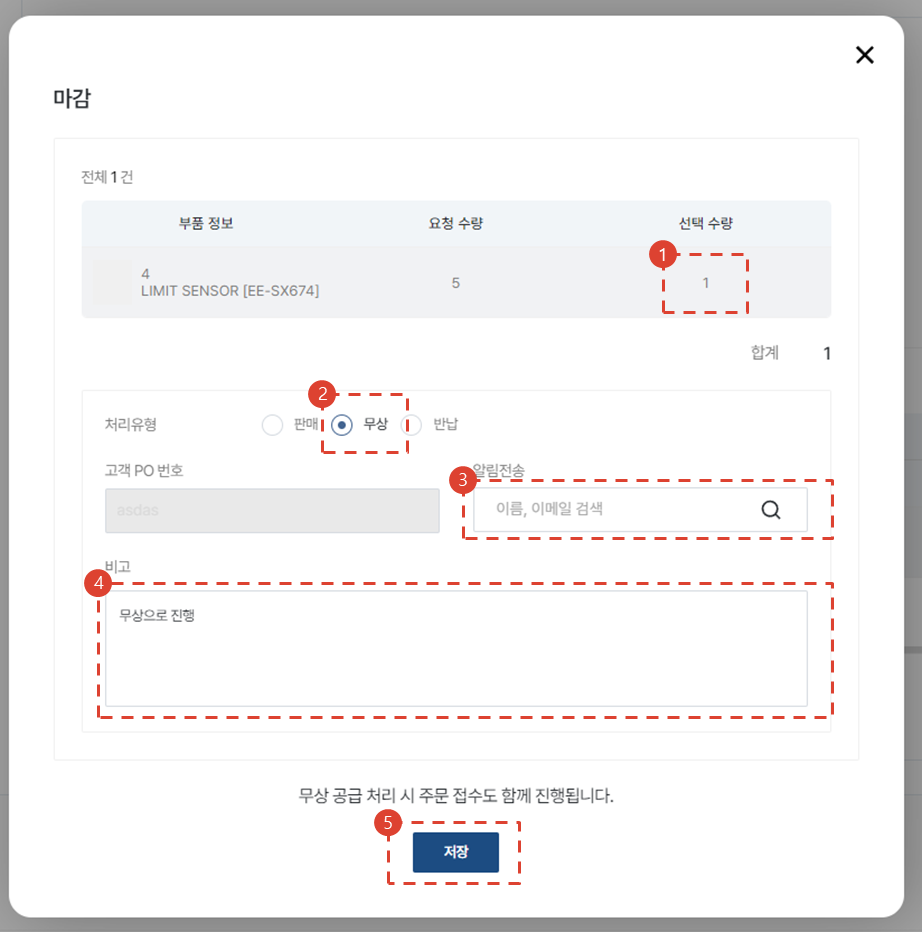 마감
전체 1 건
부품 정보 요청 수량 선택 수량
1
4
LIMIT SENSOR [EE-SX674] 5 1
합계 1
2
처리유형 판매 무상 반납
고객 PO 번호 알림전송
3
asdas 이름, 이메일 검색
비고
4
무상으로 진행
무상 공급 처리 시 주문 접수도 함께 진행됩니다.
5
저장